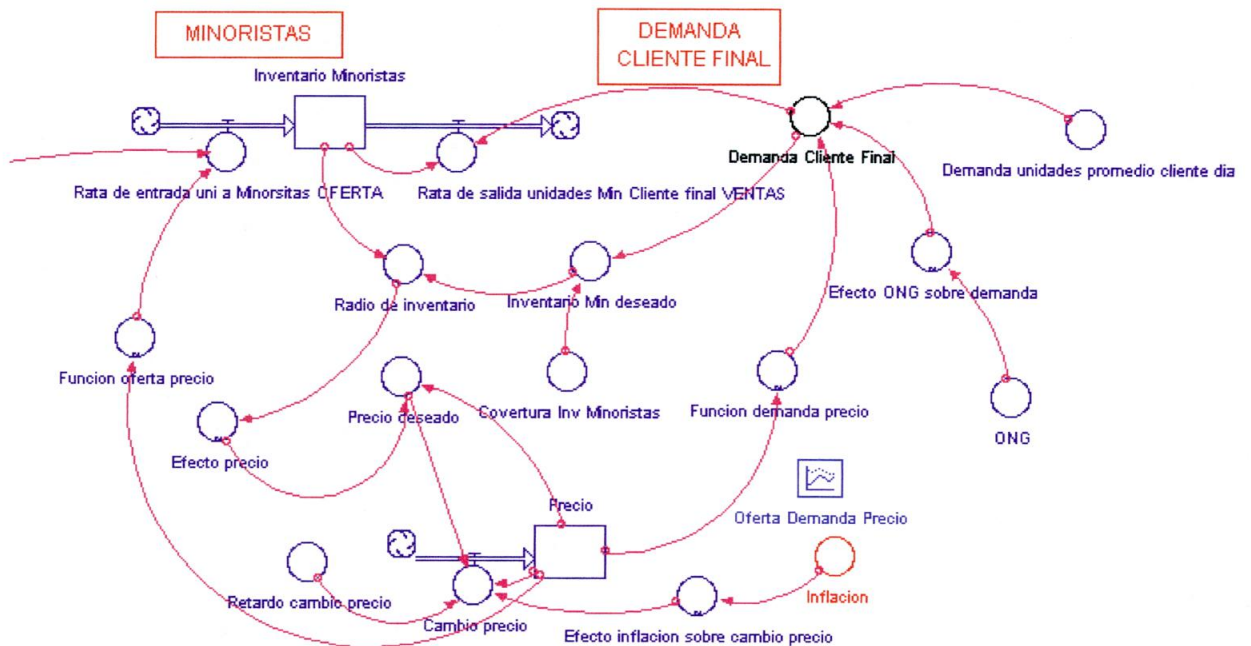 MINORISTAS
DEMANDA
CLIENTE FINAL
Inventario Minoristas
Demanda Cliente Final
Demanda unidades promedio cliente dia
Rata de entrada uni a Minorsitas OFERTA
Rata de salida unidades Min Cliente final VENTAS
Radio de inventario
Inventario Min deseado
Efecto ONG sobre demanda
Funcion oferta precio
Precio deseado
Covertura Inv Minoristas
Funcion demanda precio
ONG
Efecto precio
Precio
Oferta Demanda Precio
Retardo cambio precio
Cambio precio
Efecto inflacion sobre cambio precio
Inflacion